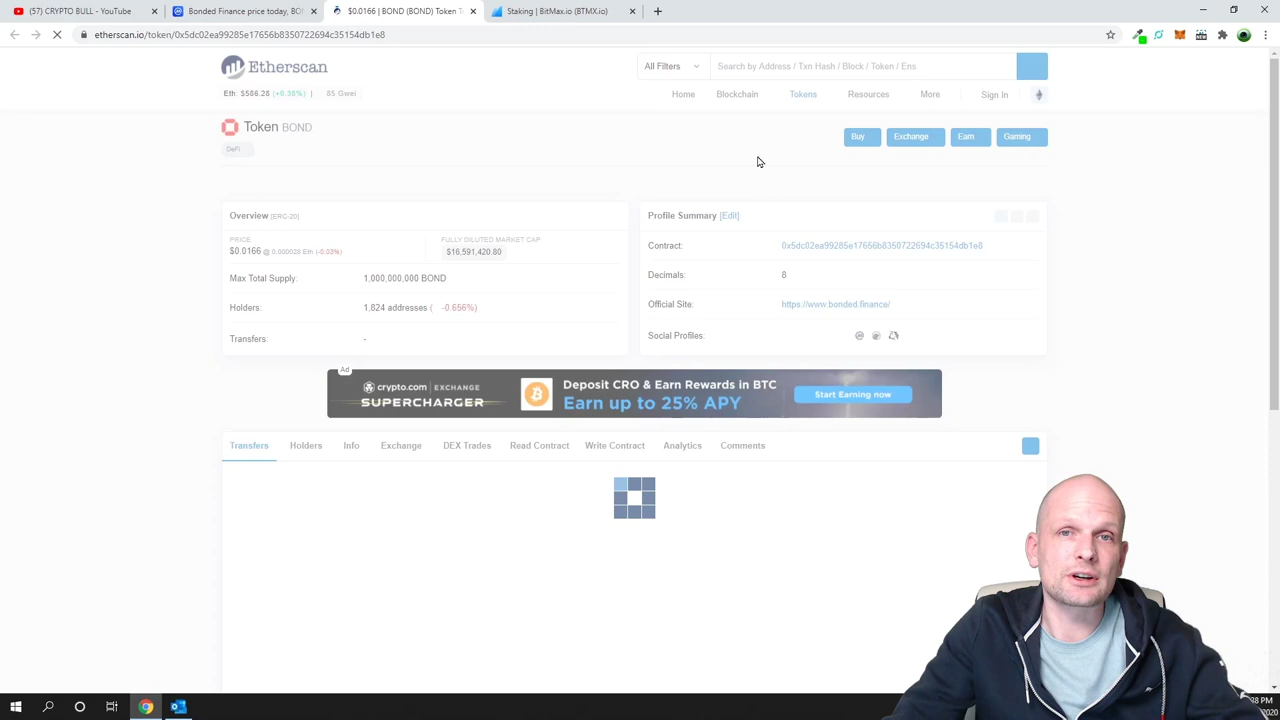 (57) CRYPTO BULL - YouTube
Bonded Finance price today, BO
$0.0166 | BOND (BOND) Token T
Staking | BitMax.io (BTMX.io)
etherscan.io/token/0x5dc02ea99285e17656b8350722694c35154db1e8
Etherscan
All Filters
Search by Address / Txn Hash / Block / Token / Ens
Eth: $586.28 (+0.38%) | 85 Gwei
Home
Blockchain
Tokens
Resources
More
Sign In
Token BOND
DeFi
Buy
Exchange
Earn
Gaming
Overview [ERC-20]
PRICE
$0.0166 @ 0.000028 Eth (-0.03%)
FULLY DILUTED MARKET CAP
$16,591,420.80
Max Total Supply: 1,000,000,000 BOND
Holders: 1,824 addresses ( -0.656%)
Transfers: -
Profile Summary [Edit]
Contract: 0x5dc02ea99285e17656b8350722694c35154db1e8
Decimals: 8
Official Site: https://www.bonded.finance/
Social Profiles:
Ad
crypto.com | EXCHANGE
SUPERCHARGER
Deposit CRO & Earn Rewards in BTC
Earn up to 25% APY
Start Earning now
Transfers
Holders
Info
Exchange
DEX Trades
Read Contract
Write Contract
Analytics
Comments